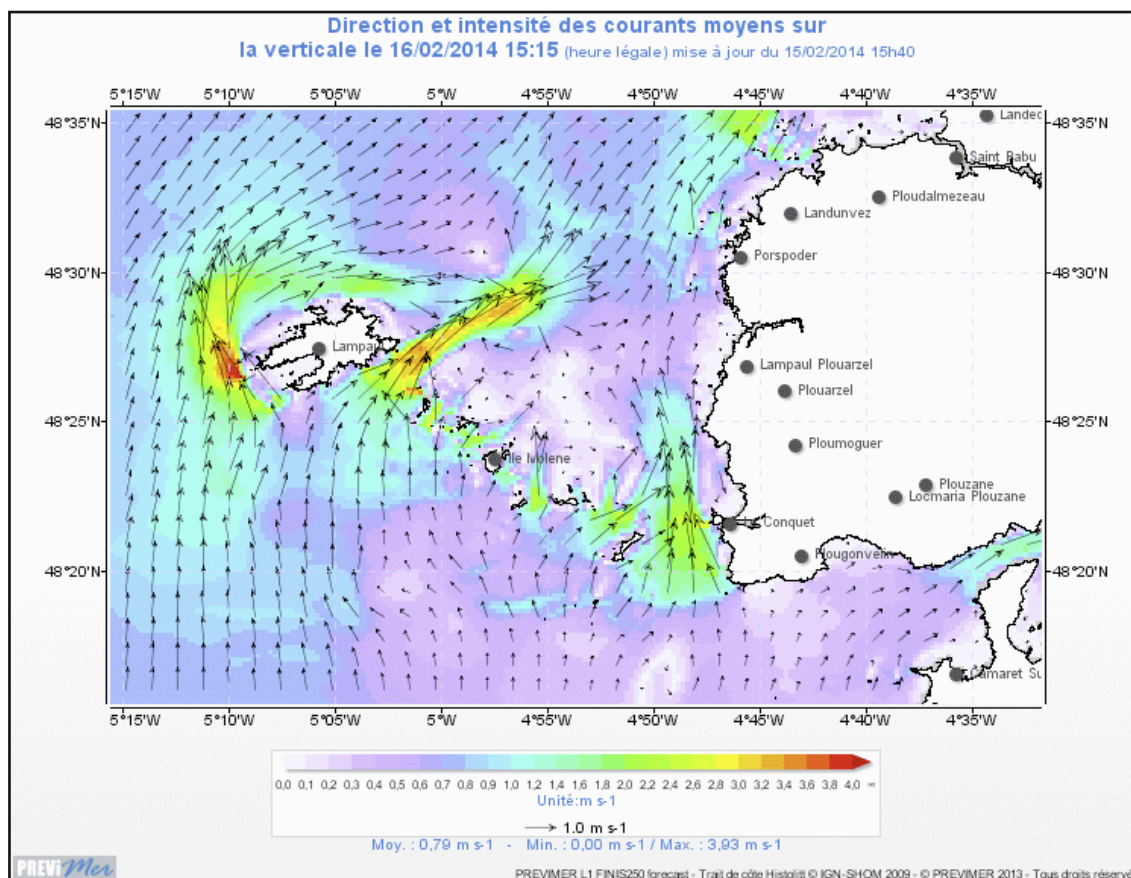 Direction et intensité des courants moyens sur
la verticale le 16/02/2014 15:15 (heure légale) mise à jour du 15/02/2014 15h40
5°15'W 5°10'W 5°05'W 5°W 4°55'W 4°50'W 4°45'W 4°40'W 4°35'W
48°35'N 48°35'N
Saint Pabu
Ploudalmezeau
Landunvez
Porspoder
48°30'N 48°30'N
Lampaul
Lampaul Plouarzel
Plouarzel
48°25'N 48°25'N
Ploumoguer
Ile Molene
Plouzane
Locmaria Plouzane
Le Conquet
Plougonvelin
48°20'N 48°20'N
Camaret Su
5°15'W 5°10'W 5°05'W 5°W 4°55'W 4°50'W 4°45'W 4°40'W 4°35'W
0,0 0,1 0,2 0,3 0,4 0,5 0,6 0,7 0,8 0,9 1,0 1,2 1,4 1,6 1,8 2,0 2,2 2,4 2,6 2,8 3,0 3,2 3,4 3,6 3,8 4,0 ∞
Unité:m s-1
1.0 m s-1
Moy. : 0,79 m s-1 - Min. : 0,00 m s-1 / Max. : 3,93 m s-1
PREViMer
PREVIMER L1 FINIS250 forecast - Trait de côte Histolitt © IGN-SHOM 2009 - © PREVIMER 2013 - Tous droits réservé